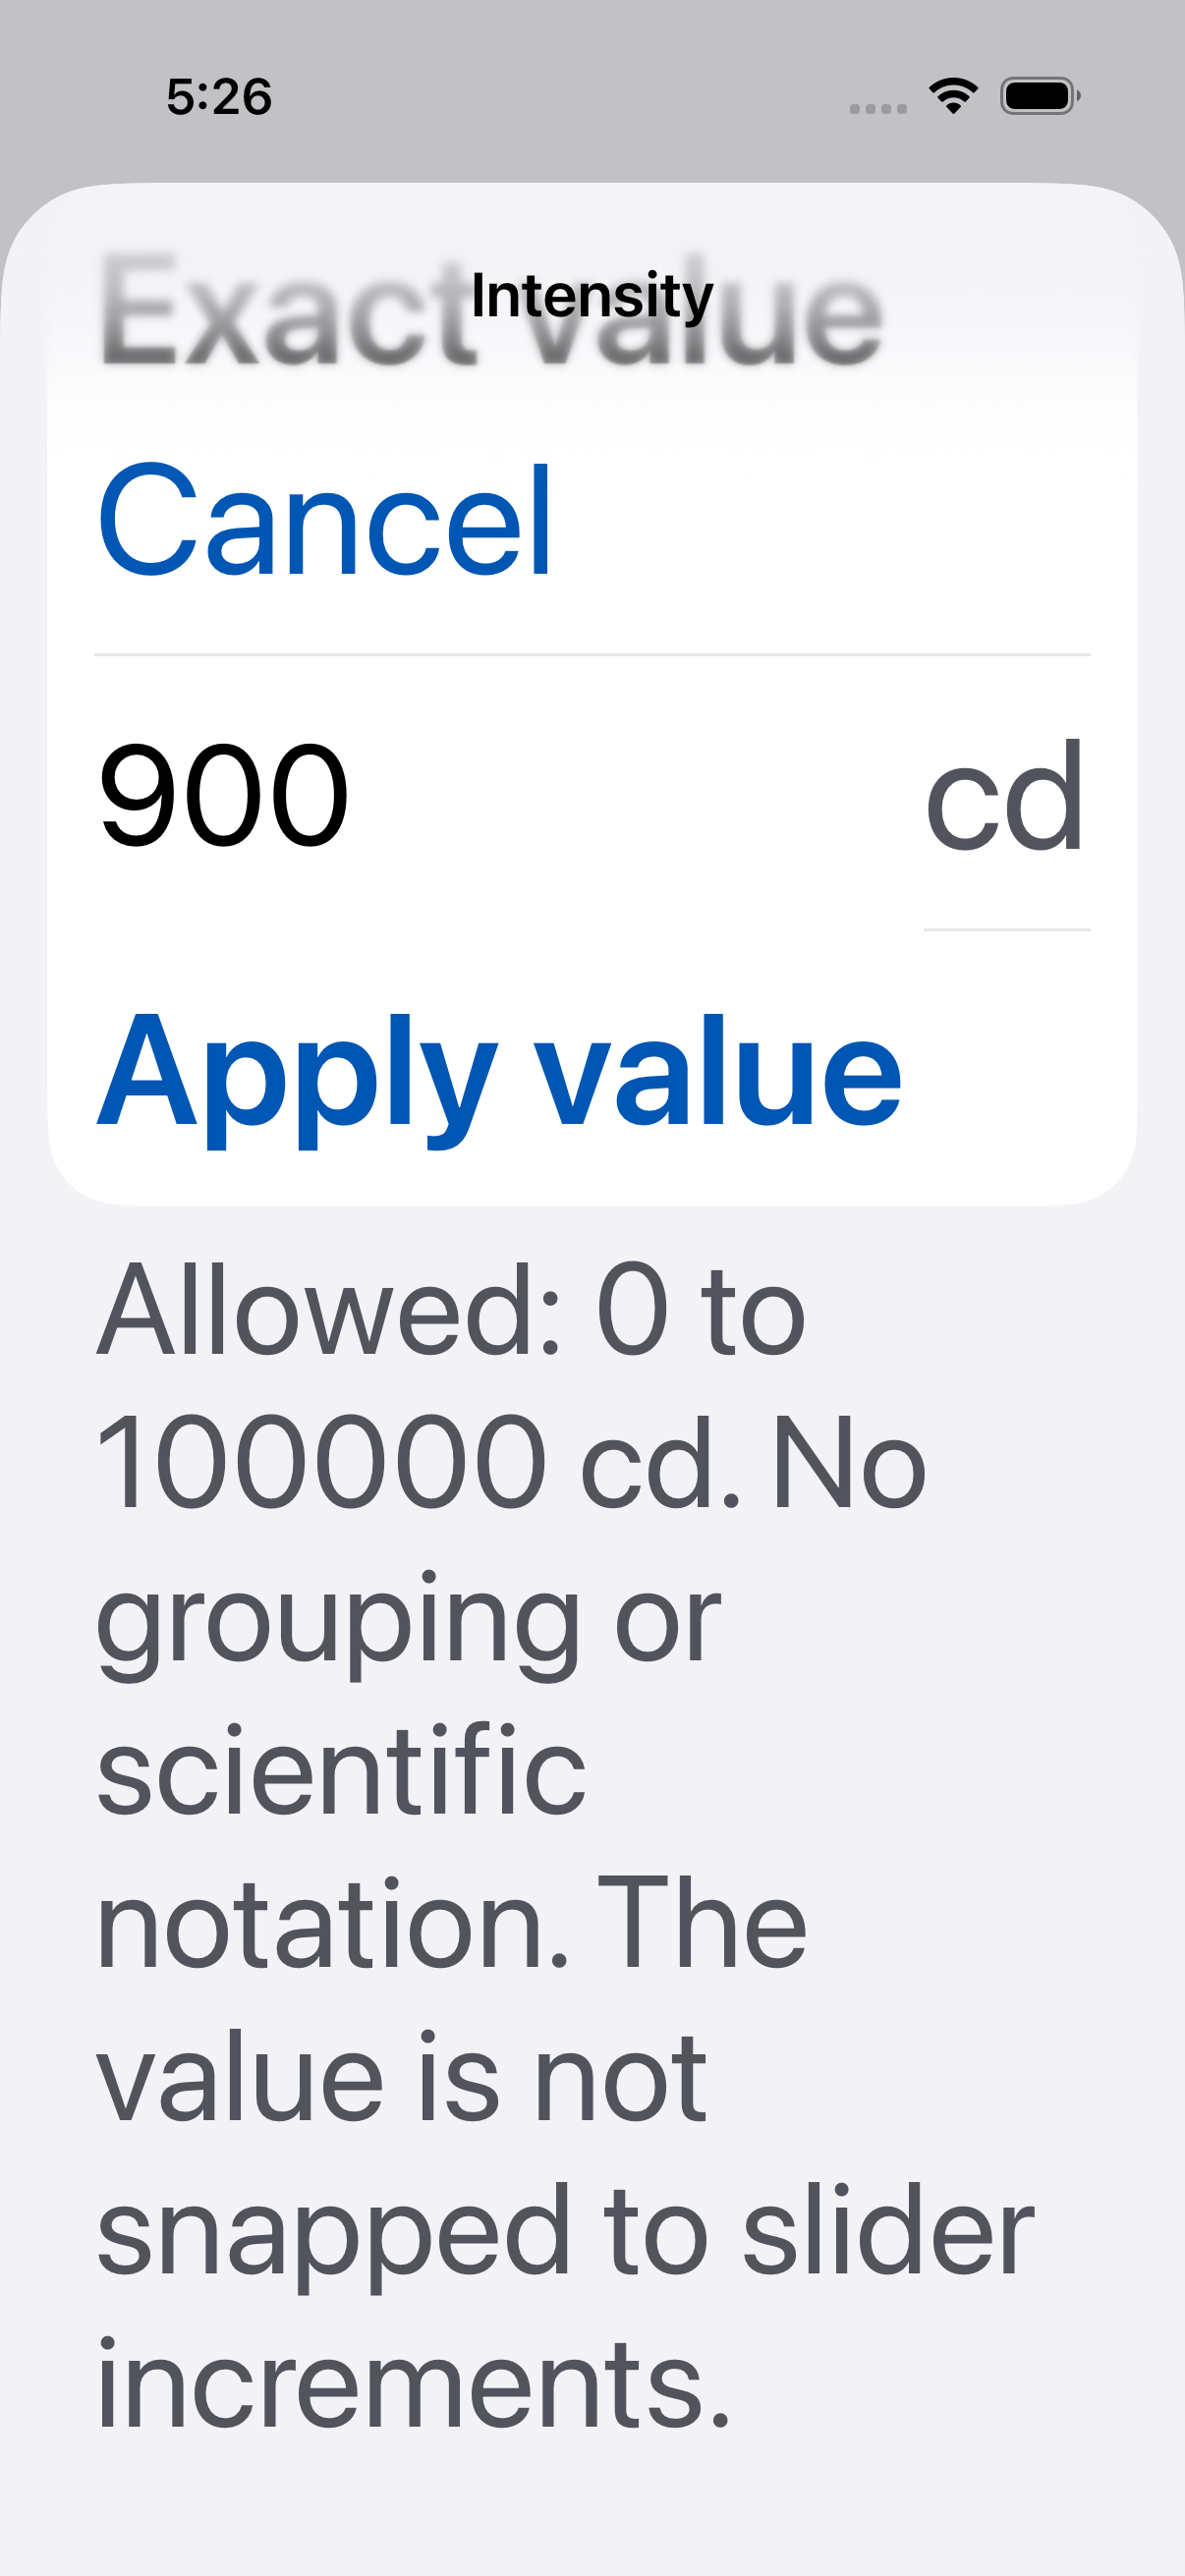 5:26
Intensity
Exact value
Cancel
900 cd
Apply value
Allowed: 0 to
100000 cd. No
grouping or
scientific
notation. The
value is not
snapped to slider
increments.